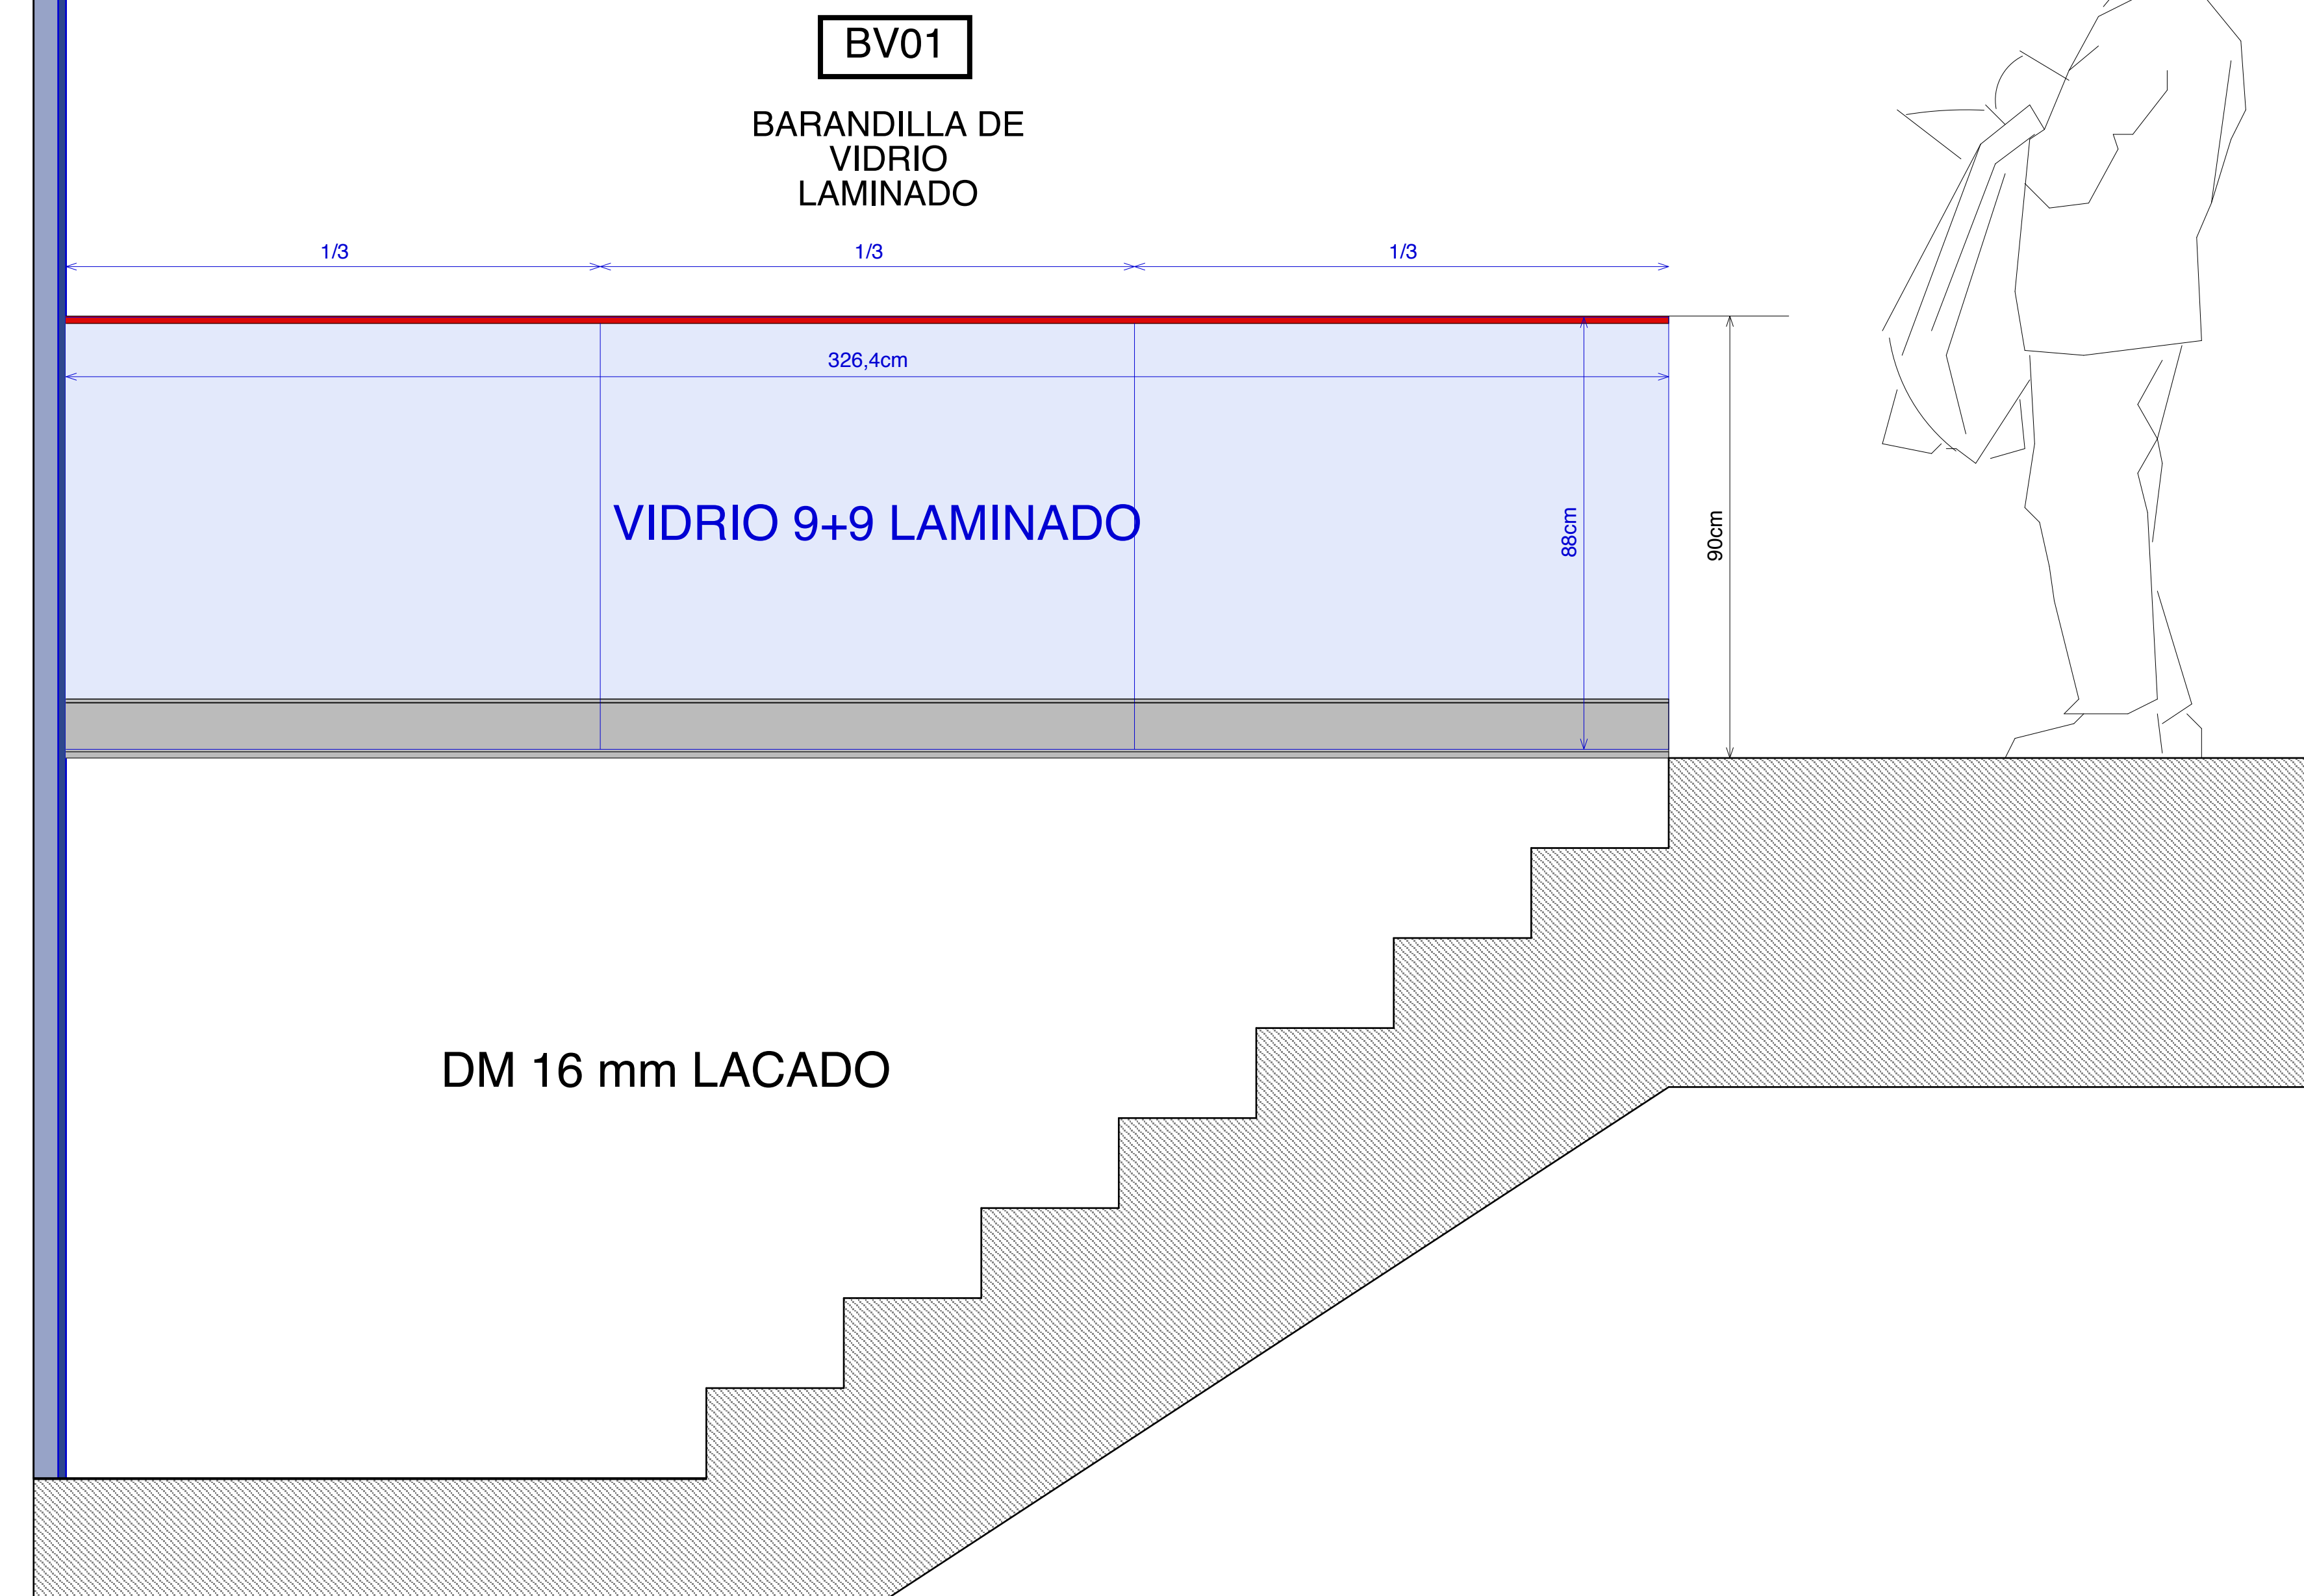 BV01
BARANDILLA DE
VIDRIO
LAMINADO
1/3
1/3
1/3
326,4cm
VIDRIO 9+9 LAMINADO
88cm
90cm
DM 16 mm LACADO